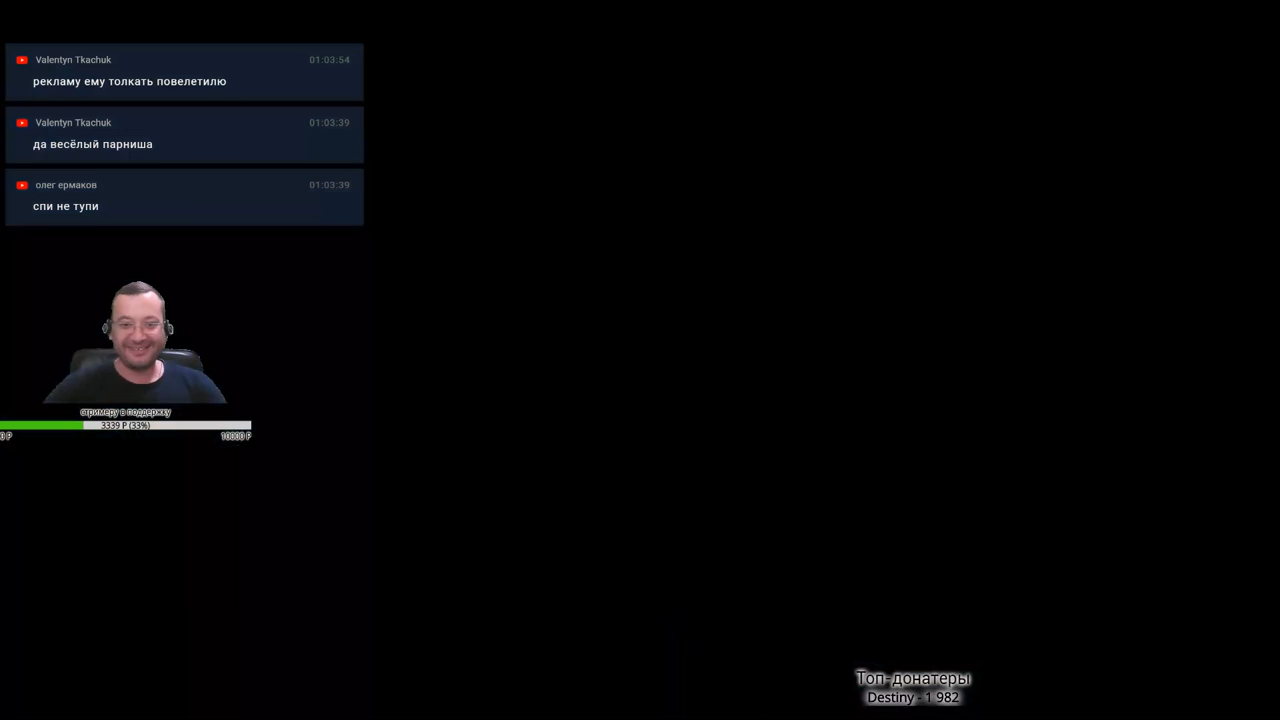 Valentyn Tkachuk 01:03:54
рекламу ему толкать повелетилю
Valentyn Tkachuk 01:03:39
да весёлый парниша
олег ермаков 01:03:39
спи не тупи
стримеру в поддержку
3339 ₽ (33%)
0 ₽ 10000 ₽
Топ-донатеры
Destiny - 1 982